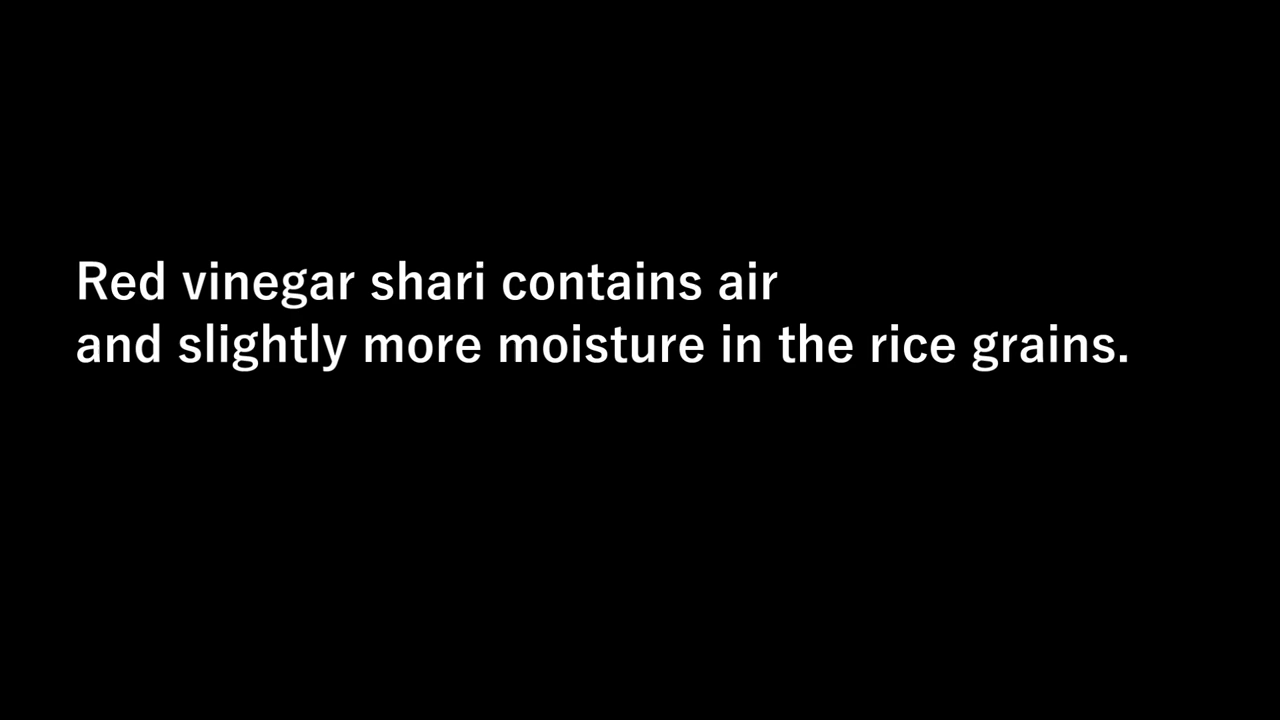 Red vinegar shari contains air
and slightly more moisture in the rice grains.